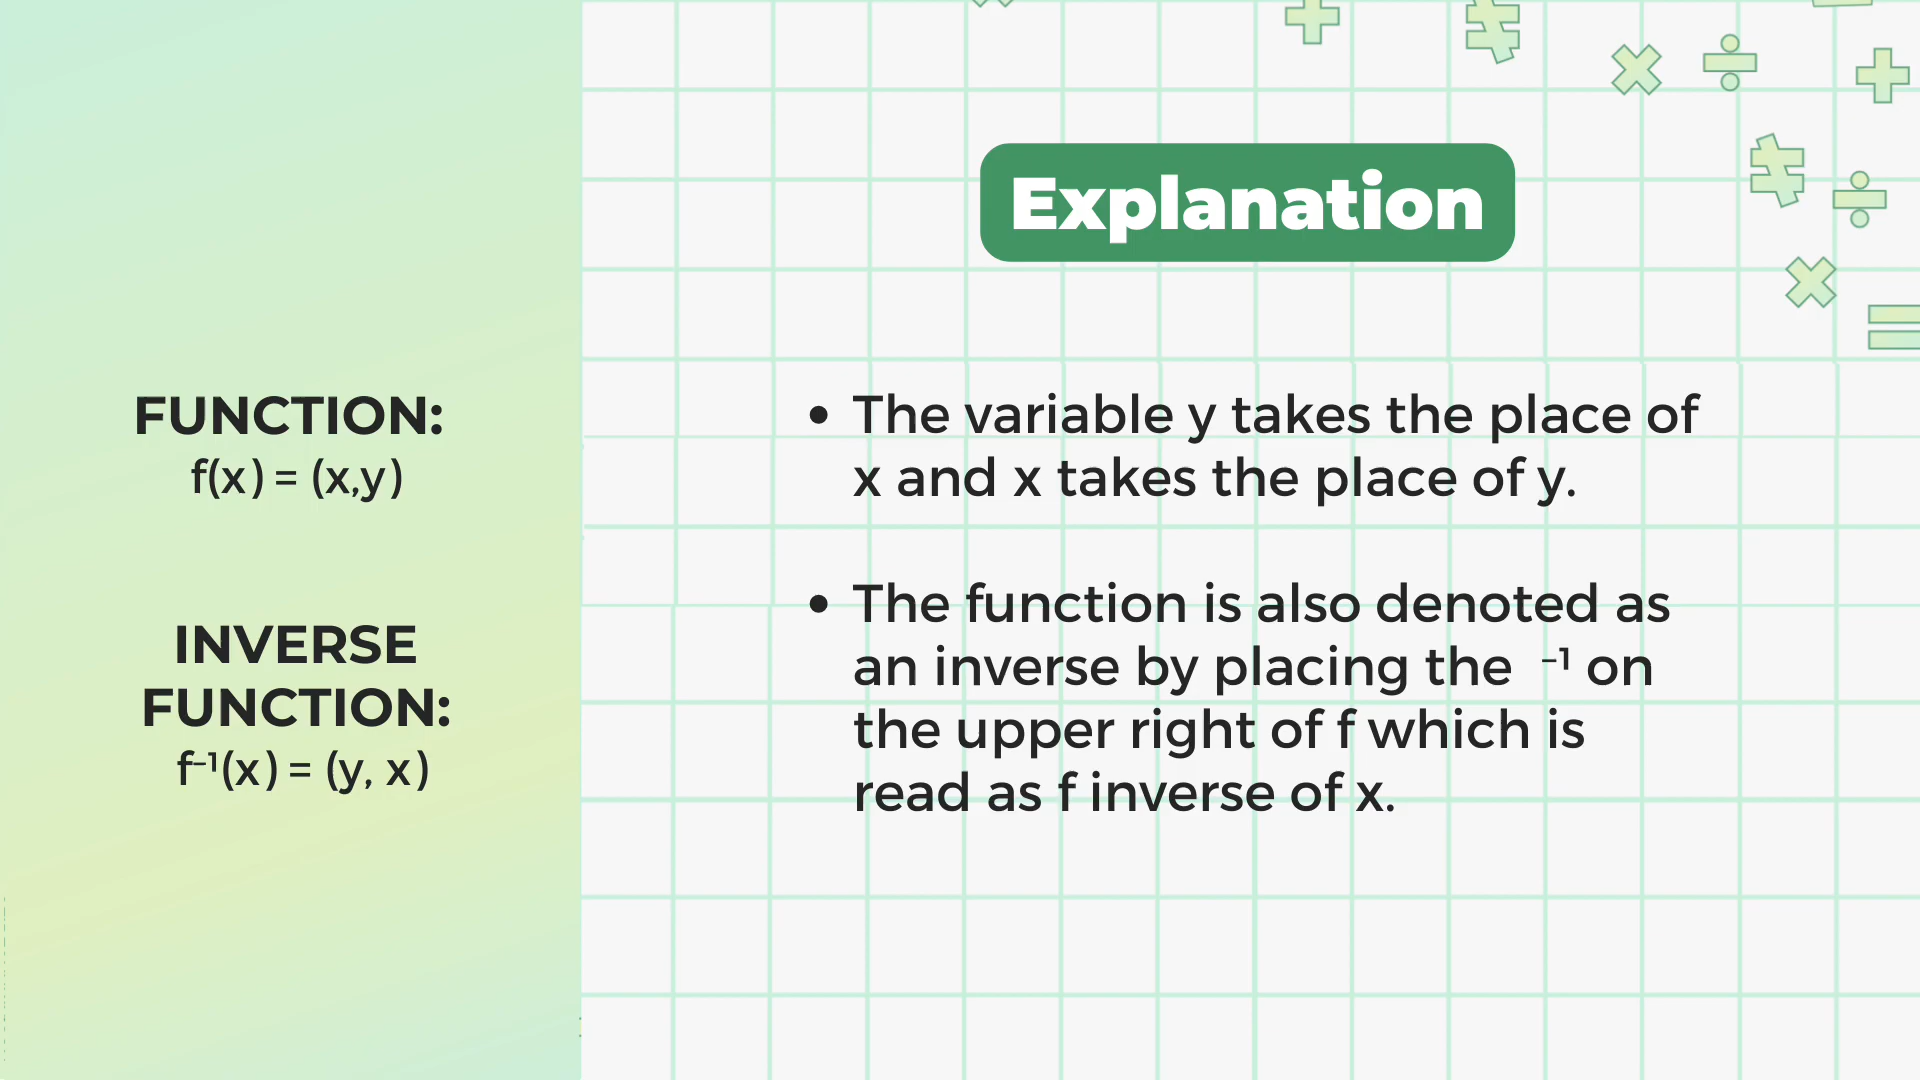 FUNCTION:
f(x) = (x,y)
INVERSE
FUNCTION:
f⁻¹(x) = (y, x)
Explanation
• The variable y takes the place of
x and x takes the place of y.
• The function is also denoted as
an inverse by placing the ⁻¹ on
the upper right of f which is
read as f inverse of x.